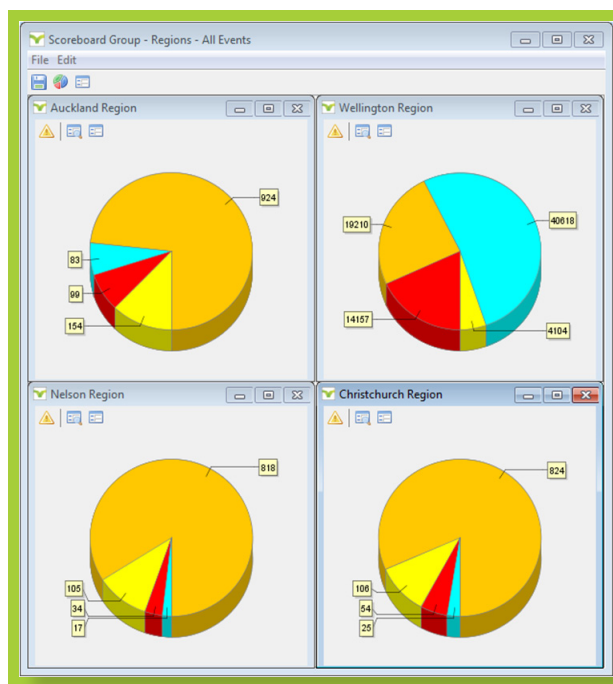 Scoreboard Group - Regions - All Events
File Edit
Auckland Region
924
83
99
154
Wellington Region
40618
19210
14157
4104
Nelson Region
818
105
34
17
Christchurch Region
824
106
54
25